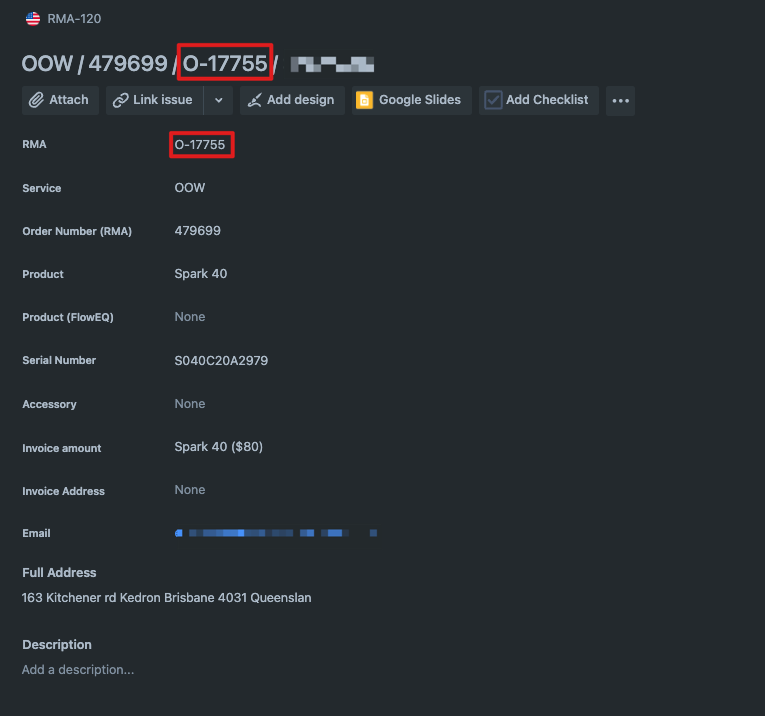 RMA-120
OOW / 479699 / O-17755 /
Attach Link issue Add design Google Slides Add Checklist
RMA O-17755
Service OOW
Order Number (RMA) 479699
Product Spark 40
Product (FlowEQ) None
Serial Number S040C20A2979
Accessory None
Invoice amount Spark 40 ($80)
Invoice Address None
Email
Full Address
163 Kitchener rd Kedron Brisbane 4031 Queenslan
Description
Add a description...